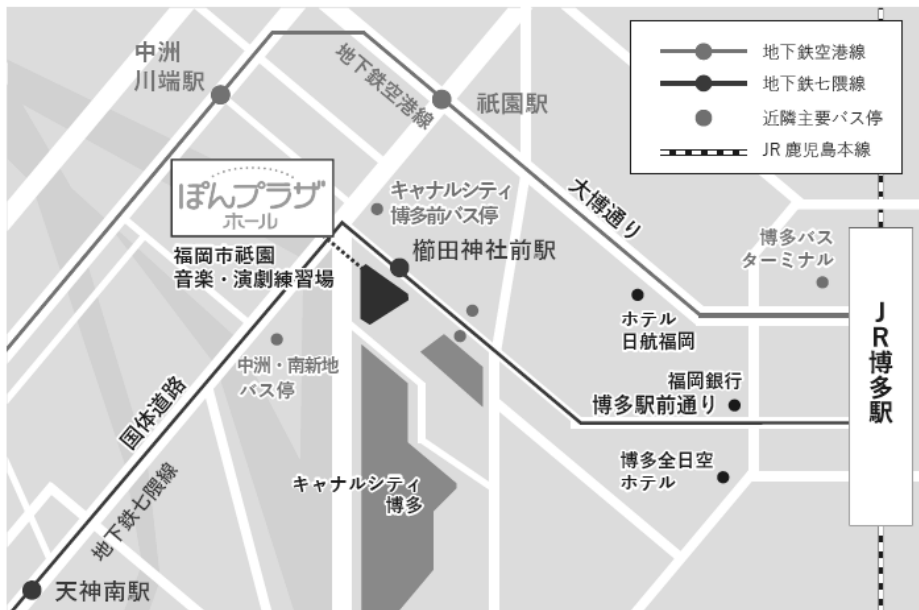 中洲
川端駅
地下鉄空港線
祇園駅
地下鉄空港線
地下鉄七隈線
近隣主要バス停
JR 鹿児島本線
ぽんプラザ
ホール
キャナルシティ
博多前バス停
大博通り
福岡市祇園
音楽・演劇練習場
櫛田神社前駅
博多バス
ターミナル
ホテル
日航福岡
JR博多駅
中洲・南新地
バス停
国体道路
福岡銀行
博多駅前通り
キャナルシティ
博多
博多全日空
ホテル
地下鉄七隈線
天神南駅